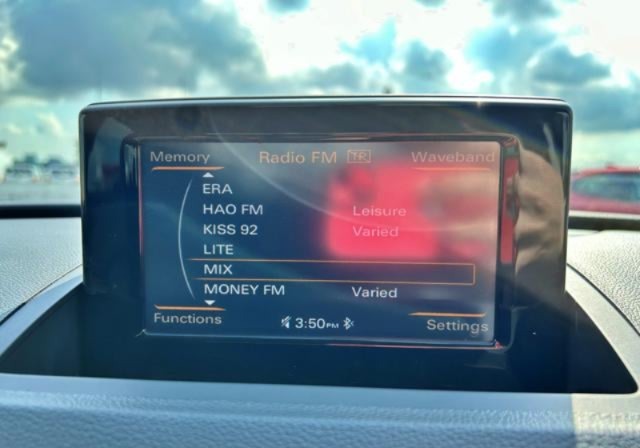 Memory Radio FM TP Waveband
ERA
HAO FM Leisure
KISS 92 Varied
LITE
MIX
MONEY FM Varied
Functions 3:50PM Settings